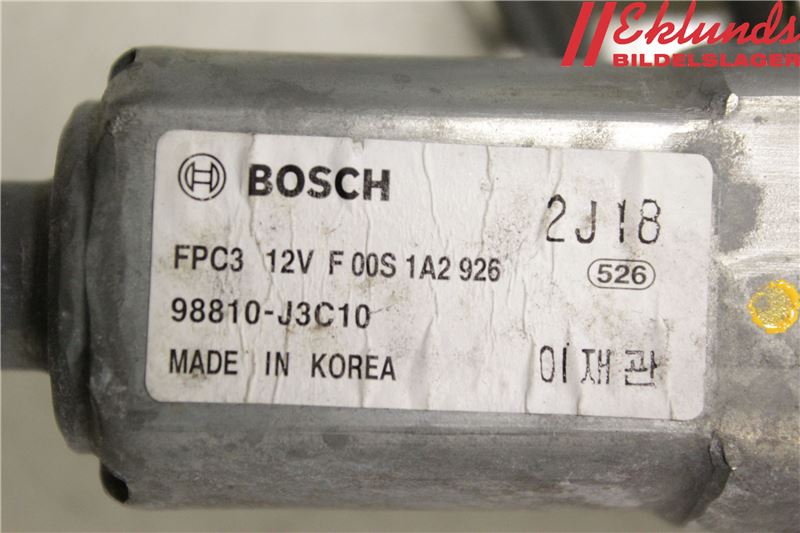 Eklunds
BILDELSLAGER
BOSCH
2J18
FPC3 12V F 00S 1A2 926
526
98810-J3C10
MADE IN KOREA
이재관